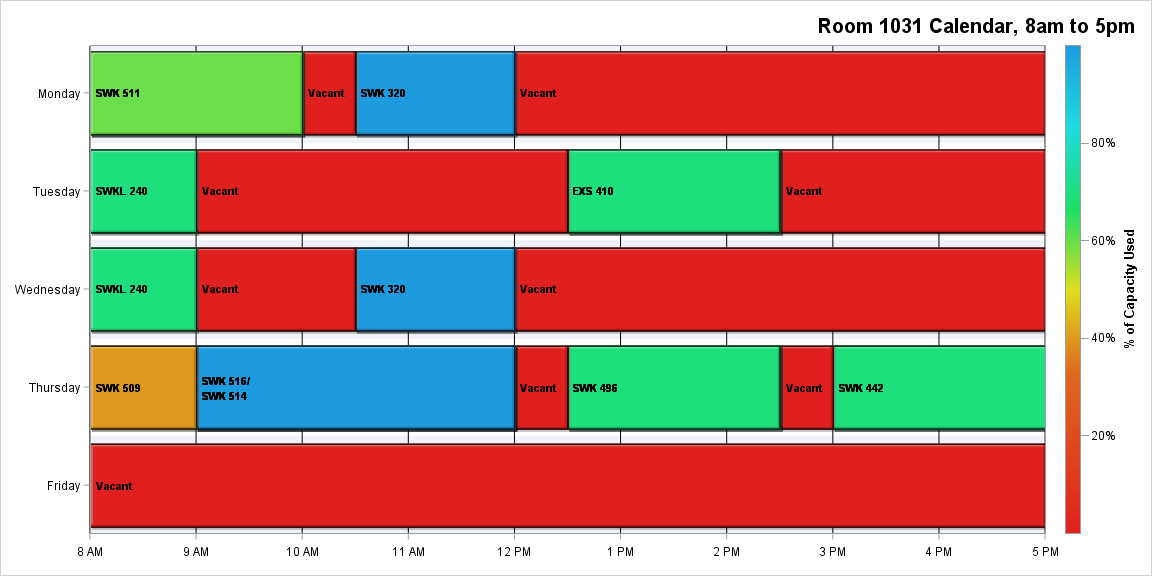 Room 1031 Calendar, 8am to 5pm
Monday
SWK 511
Vacant
SWK 320
Vacant
Tuesday
SWKL 240
Vacant
EXS 410
Vacant
Wednesday
SWKL 240
Vacant
SWK 320
Vacant
Thursday
SWK 509
SWK 516/
SWK 514
Vacant
SWK 496
Vacant
SWK 442
Friday
Vacant
8 AM
9 AM
10 AM
11 AM
12 PM
1 PM
2 PM
3 PM
4 PM
5 PM
80%
60%
40%
20%
% of Capacity Used